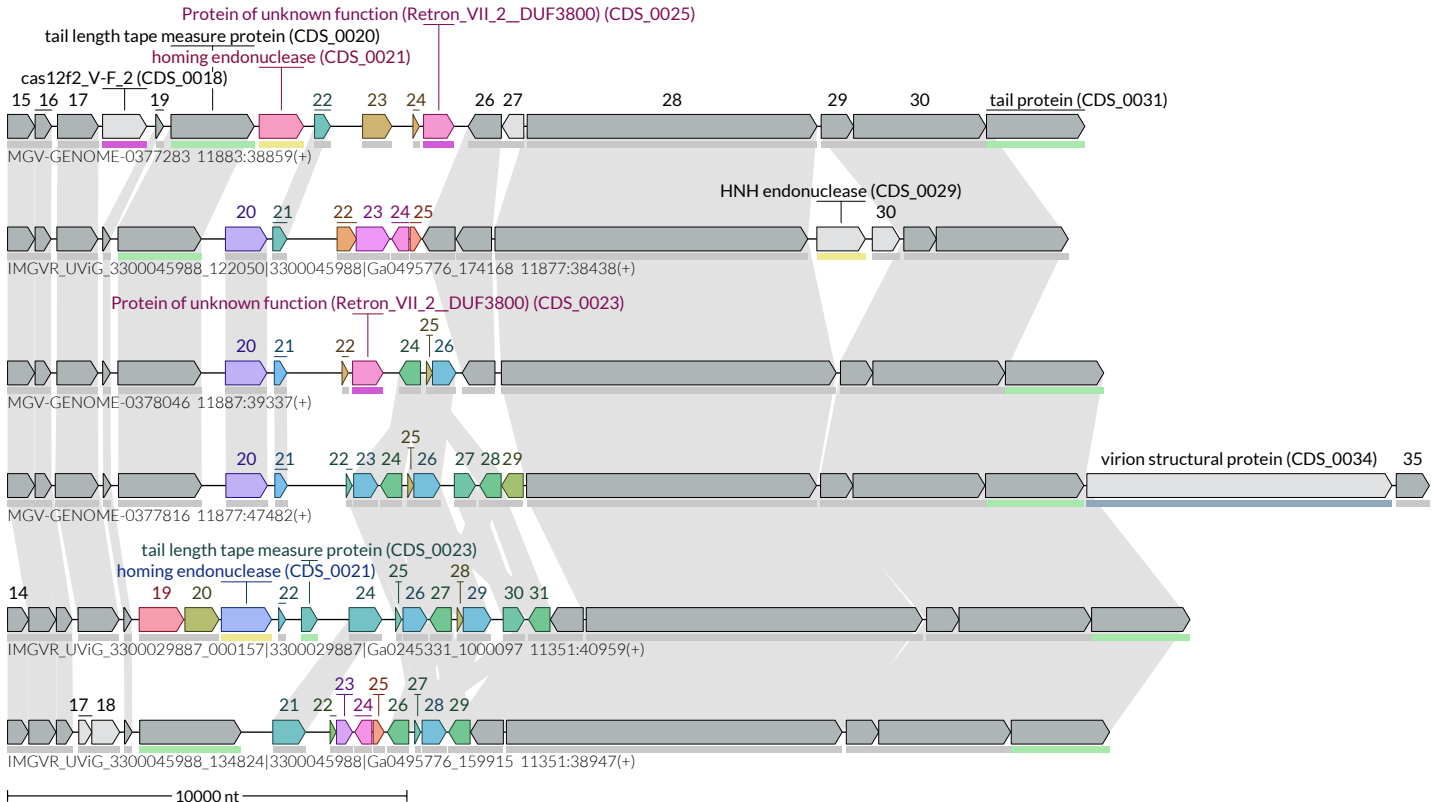 Protein of unknown function (Retron_VII_2__DUF3800) (CDS_0025)
tail length tape measure protein (CDS_0020)
homing endonuclease (CDS_0021)
cas12f2_V-F_2 (CDS_0018)
15 16 17 19 22 23 24 26 27 28 29 30 tail protein (CDS_0031)
MGV-GENOME-0377283 11883:38859(+)
HNH endonuclease (CDS_0029)
20 21 22 23 24 25 30
IMGVR_UViG_3300045988_122050|3300045988|Ga0495776_174168 11877:38438(+)
Protein of unknown function (Retron_VII_2__DUF3800) (CDS_0023)
25
20 21 22 24 26
MGV-GENOME-0378046 11887:39337(+)
25
20 21 22 23 24 26 27 28 29 virion structural protein (CDS_0034) 35
MGV-GENOME-0377816 11877:47482(+)
tail length tape measure protein (CDS_0023)
homing endonuclease (CDS_0021) 25 28
14 19 20 22 24 26 27 29 30 31
IMGVR_UViG_3300029887_000157|3300029887|Ga0245331_1000097 11351:40959(+)
23 25 27
17 18 21 22 24 26 28 29
IMGVR_UViG_3300045988_134824|3300045988|Ga0495776_159915 11351:38947(+)
10000 nt